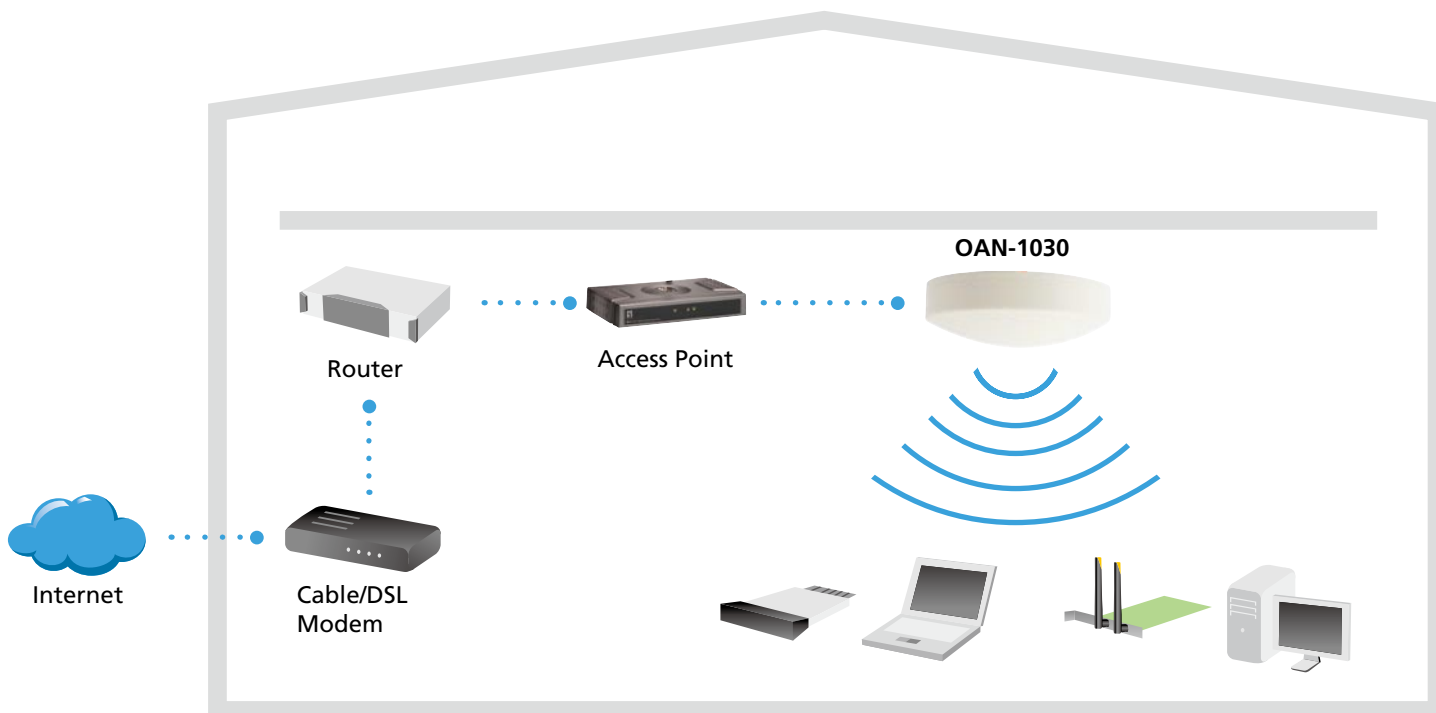 OAN-1030
Router
Access Point
Internet
Cable/DSL
Modem